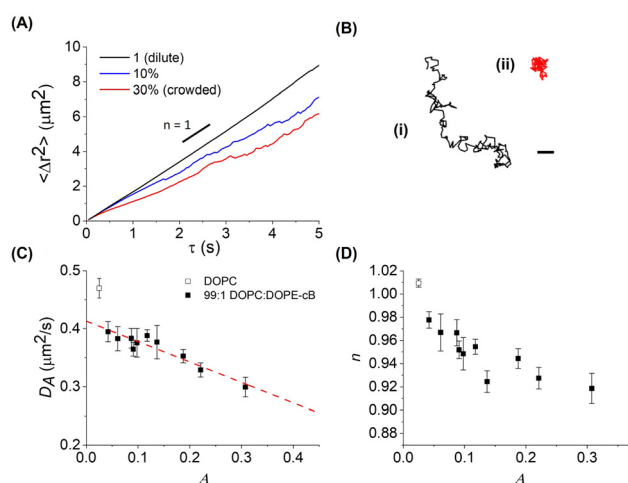 (A)
10
8
6
4
2
0
<Δr²> (μm²)
1 (dilute)
10%
30% (crowded)
n = 1
0
1
2
3
4
5
τ (s)
(B)
(i)
(ii)
(C)
0.5
0.4
0.3
0.2
D_A (μm²/s)
DOPC
99:1 DOPC:DOPE-cB
0.0
0.1
0.2
0.3
0.4
A
(D)
1.02
1.00
0.98
0.96
0.94
0.92
0.90
0.88
n
0.0
0.1
0.2
0.3
0.4
A